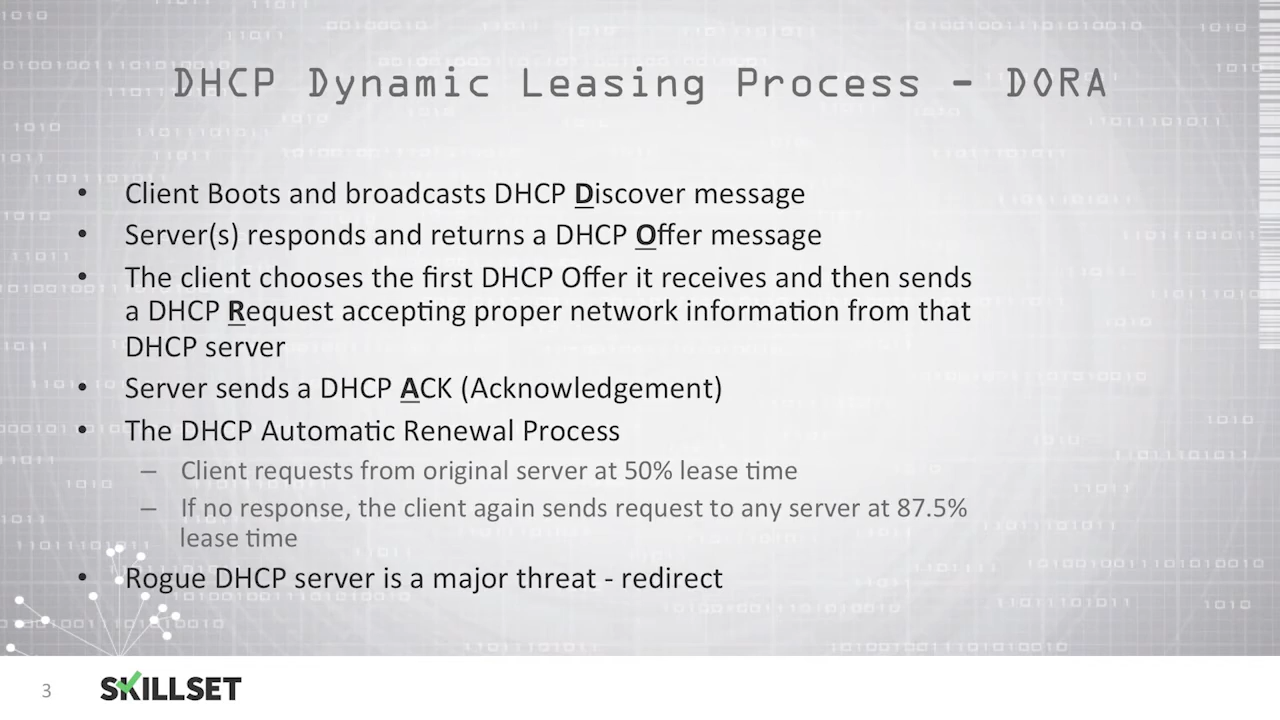 DHCP Dynamic Leasing Process - DORA
• Client Boots and broadcasts DHCP Discover message
• Server(s) responds and returns a DHCP Offer message
• The client chooses the first DHCP Offer it receives and then sends
a DHCP Request accepting proper network information from that
DHCP server
• Server sends a DHCP ACK (Acknowledgement)
• The DHCP Automatic Renewal Process
– Client requests from original server at 50% lease time
– If no response, the client again sends request to any server at 87.5%
lease time
• Rogue DHCP server is a major threat - redirect
3
SKILLSET